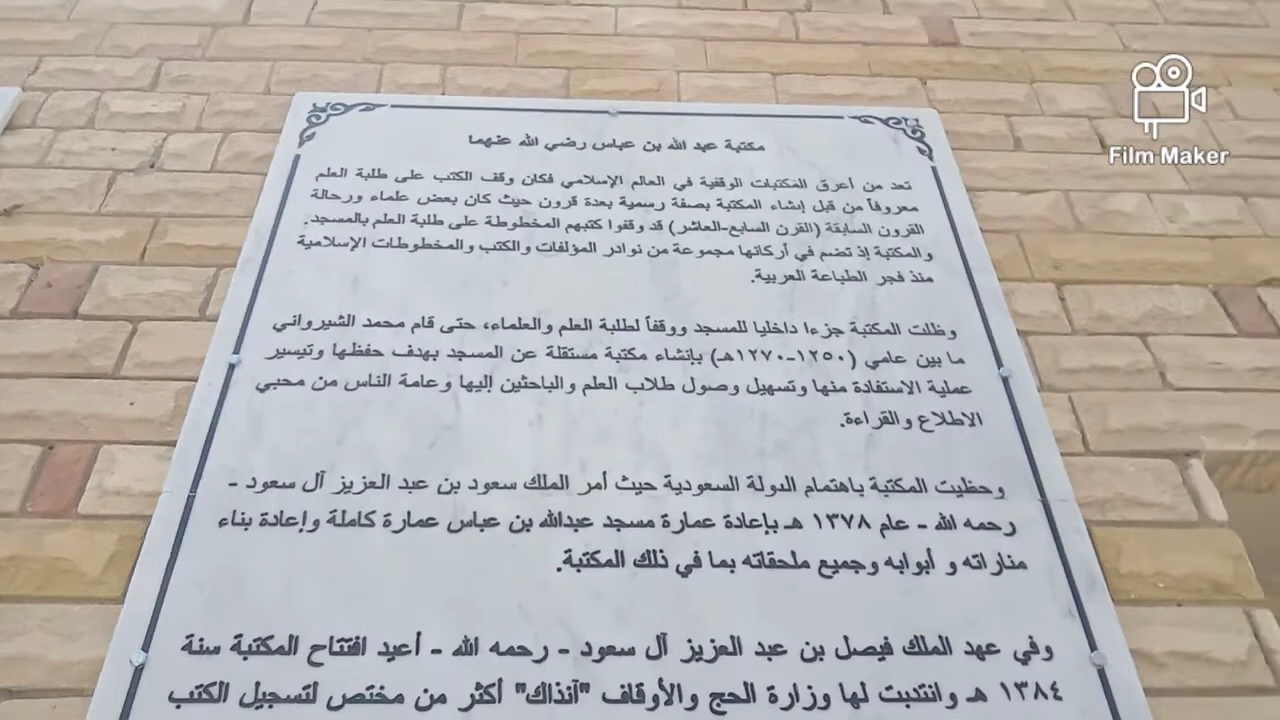 مكتبة عبد الله بن عباس رضي الله عنهما
تعد من أعرق المكتبات الوقفية في العالم الإسلامي فكان وقف الكتب على طلبة العلم
معروفاً من قبل إنشاء المكتبة بصفة رسمية بعدة قرون حيث كان بعض علماء ورحالة
القرون السابقة (القرن السابع-العاشر) قد وقفوا كتبهم المخطوطة على طلبة العلم بالمسجد.
والمكتبة إذ تضم في أركانها مجموعة من نوادر المؤلفات والكتب والمخطوطات الإسلامية
منذ فجر الطباعة العربية.
وظلت المكتبة جزءا داخليا للمسجد ووقفاً لطلبة العلم والعلماء، حتى قام محمد الشيرواني
ما بين عامي (١٢٥٠-١٢٧٠هـ) بإنشاء مكتبة مستقلة عن المسجد بهدف حفظها وتيسير
عملية الاستفادة منها وتسهيل وصول طلاب العلم والباحثين إليها وعامة الناس من محبي
الاطلاع والقراءة.
وحظيت المكتبة باهتمام الدولة السعودية حيث أمر الملك سعود بن عبد العزيز آل سعود -
رحمه الله - عام ١٣٧٨ هـ بإعادة عمارة مسجد عبدالله بن عباس عمارة كاملة وإعادة بناء
مناراته و أبوابه وجميع ملحقاته بما في ذلك المكتبة.
وفي عهد الملك فيصل بن عبد العزيز آل سعود - رحمه الله - أعيد افتتاح المكتبة سنة
١٣٨٤ هـ وانتدبت لها وزارة الحج والأوقاف "آنذاك" أكثر من مختص لتسجيل الكتب
Film Maker